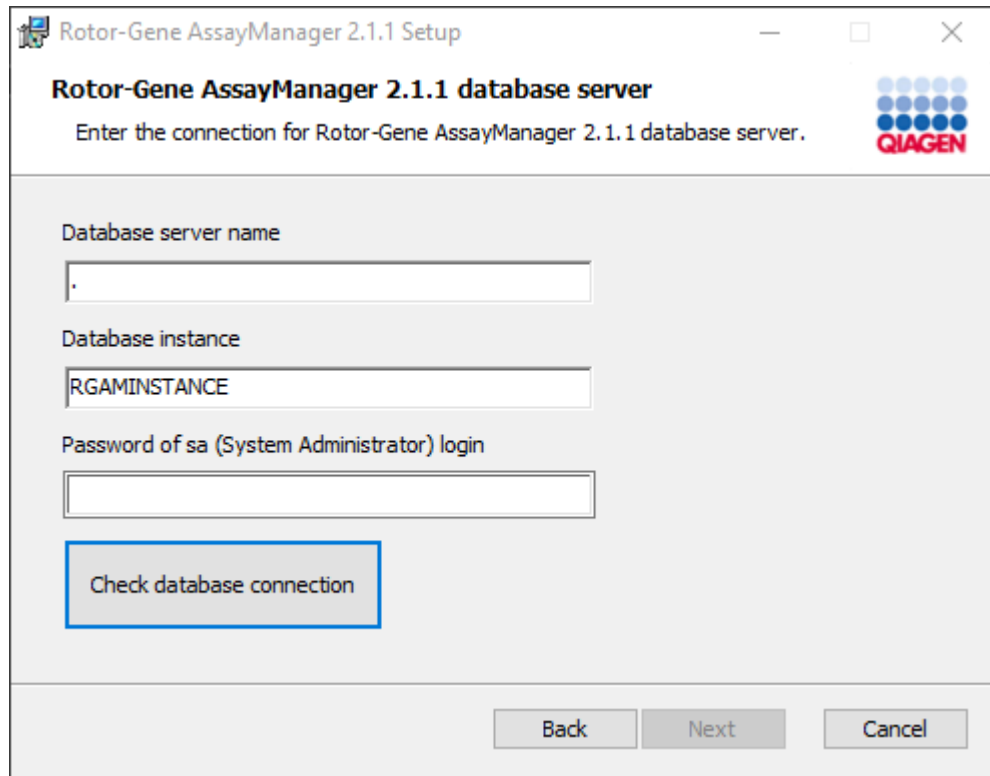 Rotor-Gene AssayManager 2.1.1 Setup
Rotor-Gene AssayManager 2.1.1 database server
Enter the connection for Rotor-Gene AssayManager 2.1.1 database server.
QIAGEN
Database server name
.
Database instance
RGAMINSTANCE
Password of sa (System Administrator) login
Check database connection
Back Next Cancel